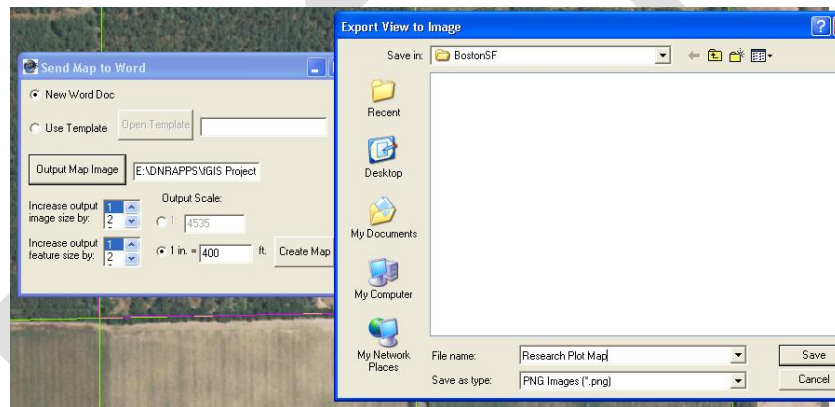 Send Map to Word
New Word Doc
Use Template
Open Template
Output Map Image
E:\DNRAPPS\fGIS Project
Increase output
image size by:
1
2
Output Scale:
1:
4535
Increase output
feature size by:
1
2
1 in. =
400
ft.
Create Map
Export View to Image
?
Save in:
BostonSF
Recent
Desktop
My Documents
My Computer
My Network
Places
File name:
Research Plot Map
Save
Save as type:
PNG Images (*.png)
Cancel